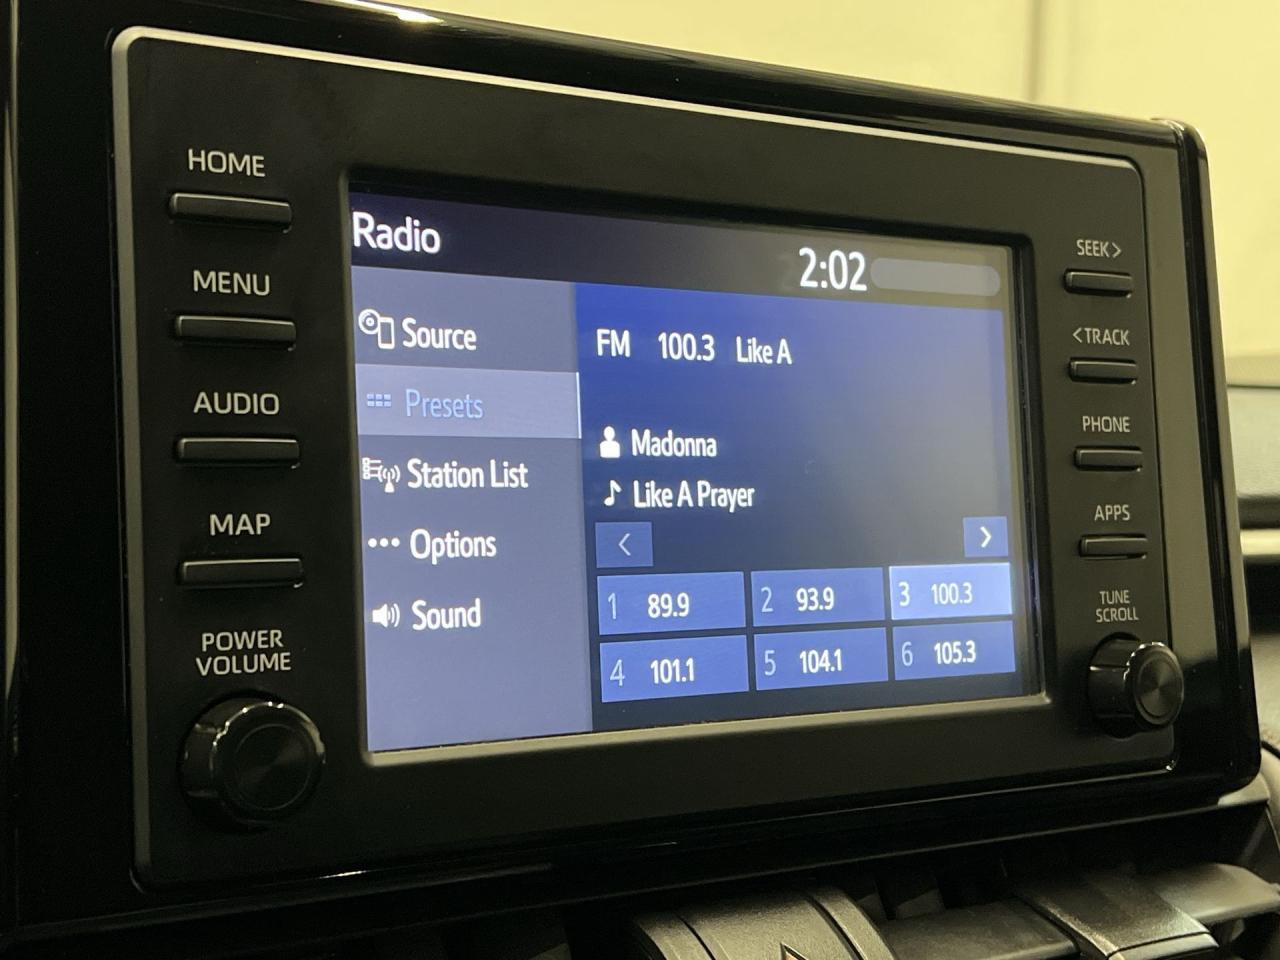 HOME
MENU
AUDIO
MAP
POWER
VOLUME
Radio
2:02
Source
Presets
Station List
Options
Sound
FM 100.3 Like A
Madonna
Like A Prayer
< >
1 89.9 2 93.9 3 100.3
4 101.1 5 104.1 6 105.3
SEEK>
<TRACK
PHONE
APPS
TUNE
SCROLL